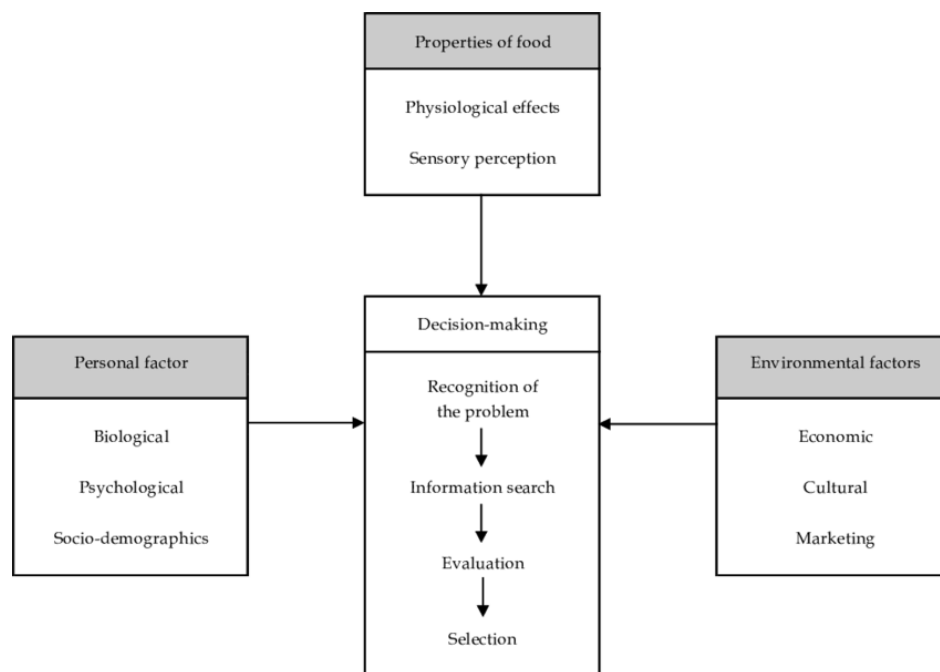 Properties of food
Physiological effects
Sensory perception
Decision-making
Recognition of
the problem
Information search
Evaluation
Selection
Personal factor
Biological
Psychological
Socio-demographics
Environmental factors
Economic
Cultural
Marketing